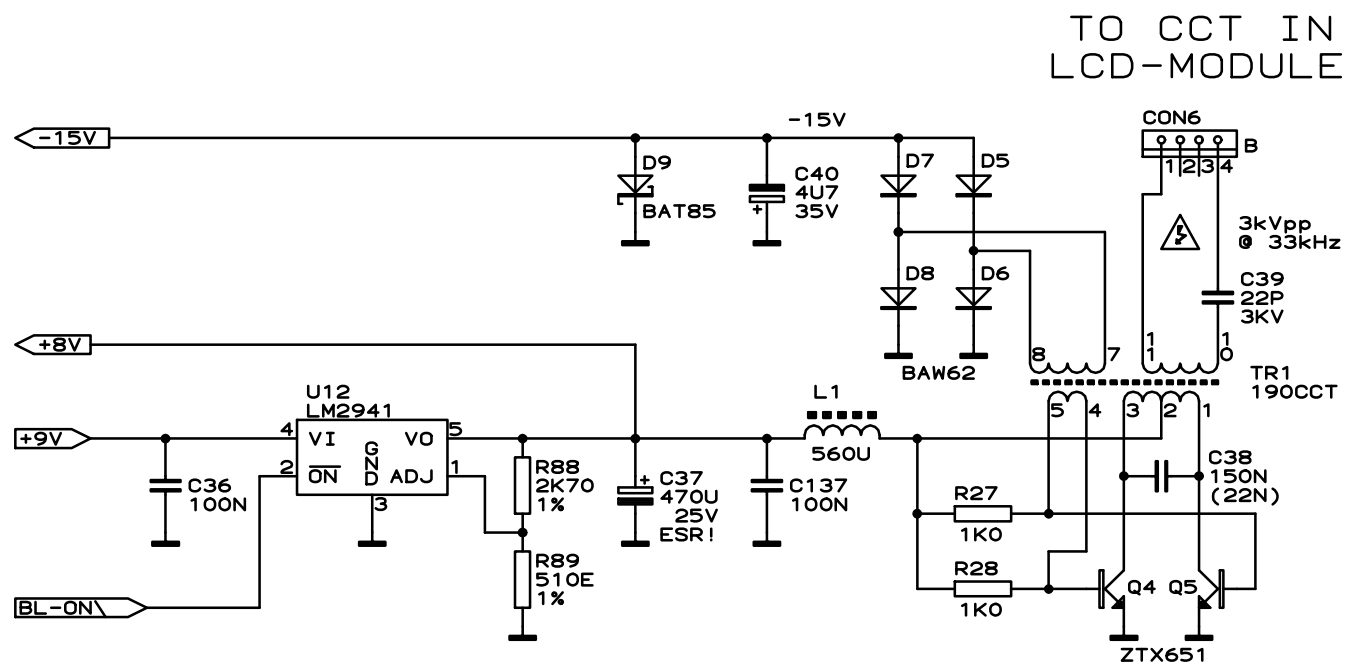 TO CCT IN
LCD-MODULE
CON6
B
1 2 3 4
-15V
-15V
D9
BAT85
C40
4U7
35V
+
D7
D5
3kVpp
@ 33kHz
D8
D6
C39
22P
3KV
+8V
BAW62
8
7
11
10
TR1
190CCT
5
4
3
2
1
U12
LM2941
L1
560U
+9V
4
VI
VO
5
2
ON
GND
ADJ
1
3
C36
100N
R88
2K70
1%
+
C37
470U
25V
ESR!
C137
100N
C38
150N
(22N)
R27
1K0
R89
510E
1%
R28
1K0
Q4
Q5
BL-ON\
ZTX651